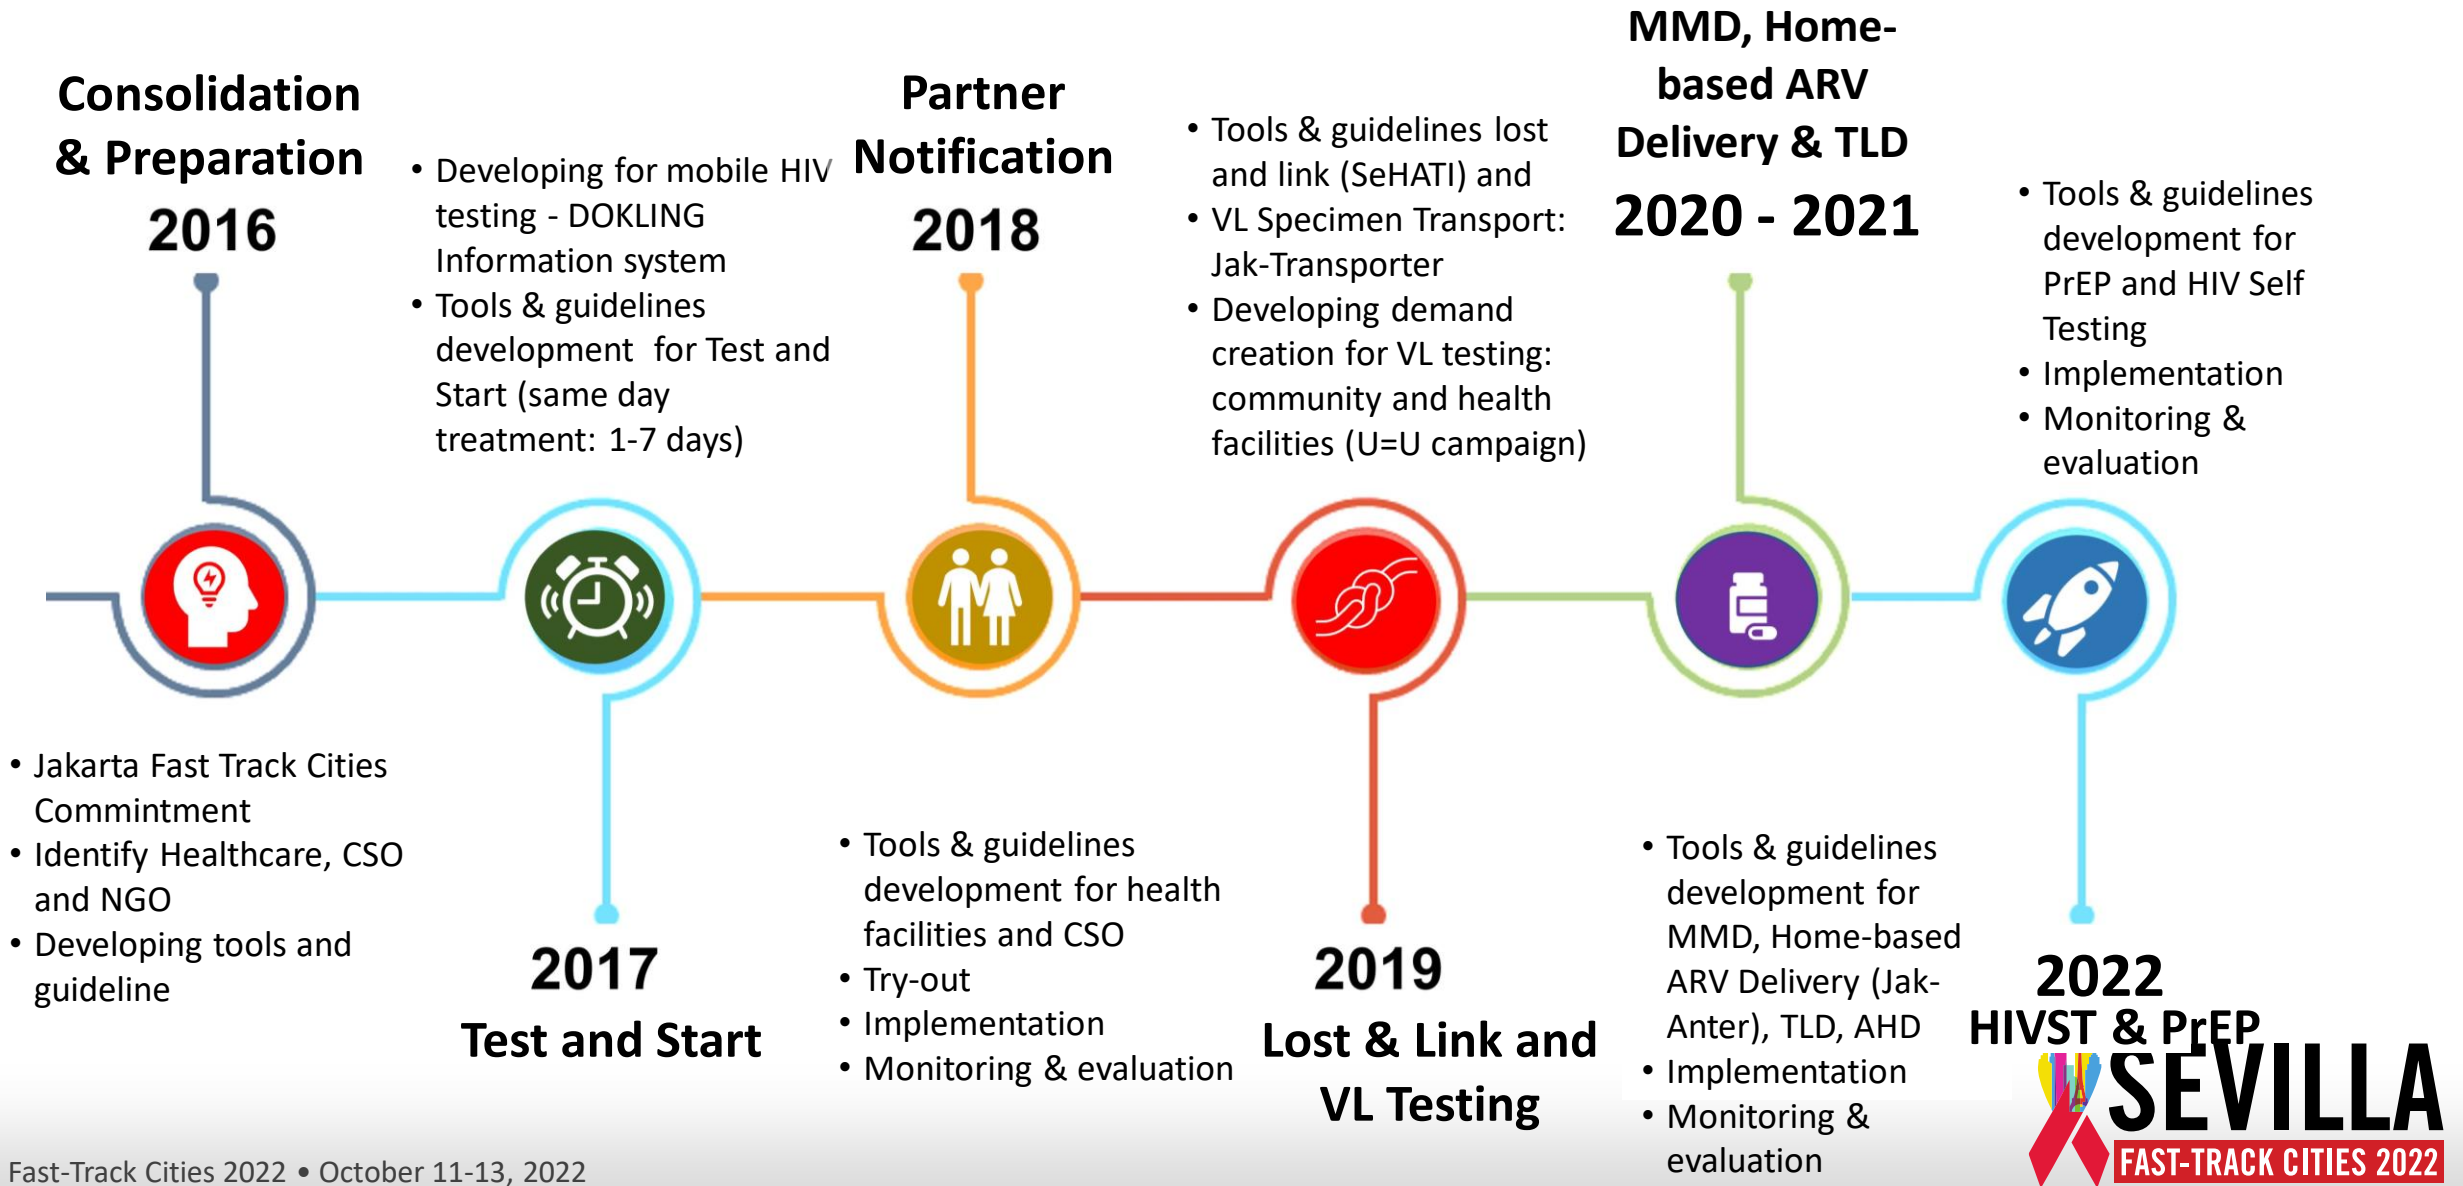 Consolidation
& Preparation
2016
• Jakarta Fast Track Cities
Commintment
• Identify Healthcare, CSO
and NGO
• Developing tools and
guideline
• Developing for mobile HIV
testing - DOKLING
Information system
• Tools & guidelines
development for Test and
Start (same day
treatment: 1-7 days)
2017
Test and Start
Partner
Notification
2018
• Tools & guidelines
development for health
facilities and CSO
• Try-out
• Implementation
• Monitoring & evaluation
• Tools & guidelines lost
and link (SeHATI) and
• VL Specimen Transport:
Jak-Transporter
• Developing demand
creation for VL testing:
community and health
facilities (U=U campaign)
2019
Lost & Link and
VL Testing
MMD, Home-
based ARV
Delivery & TLD
2020 - 2021
• Tools & guidelines
development for
MMD, Home-based
ARV Delivery (Jak-
Anter), TLD, AHD
• Implementation
• Monitoring &
evaluation
• Tools & guidelines
development for
PrEP and HIV Self
Testing
• Implementation
• Monitoring &
evaluation
2022
HIVST & PrEP
SEVILLA
FAST-TRACK CITIES 2022
Fast-Track Cities 2022 • October 11-13, 2022